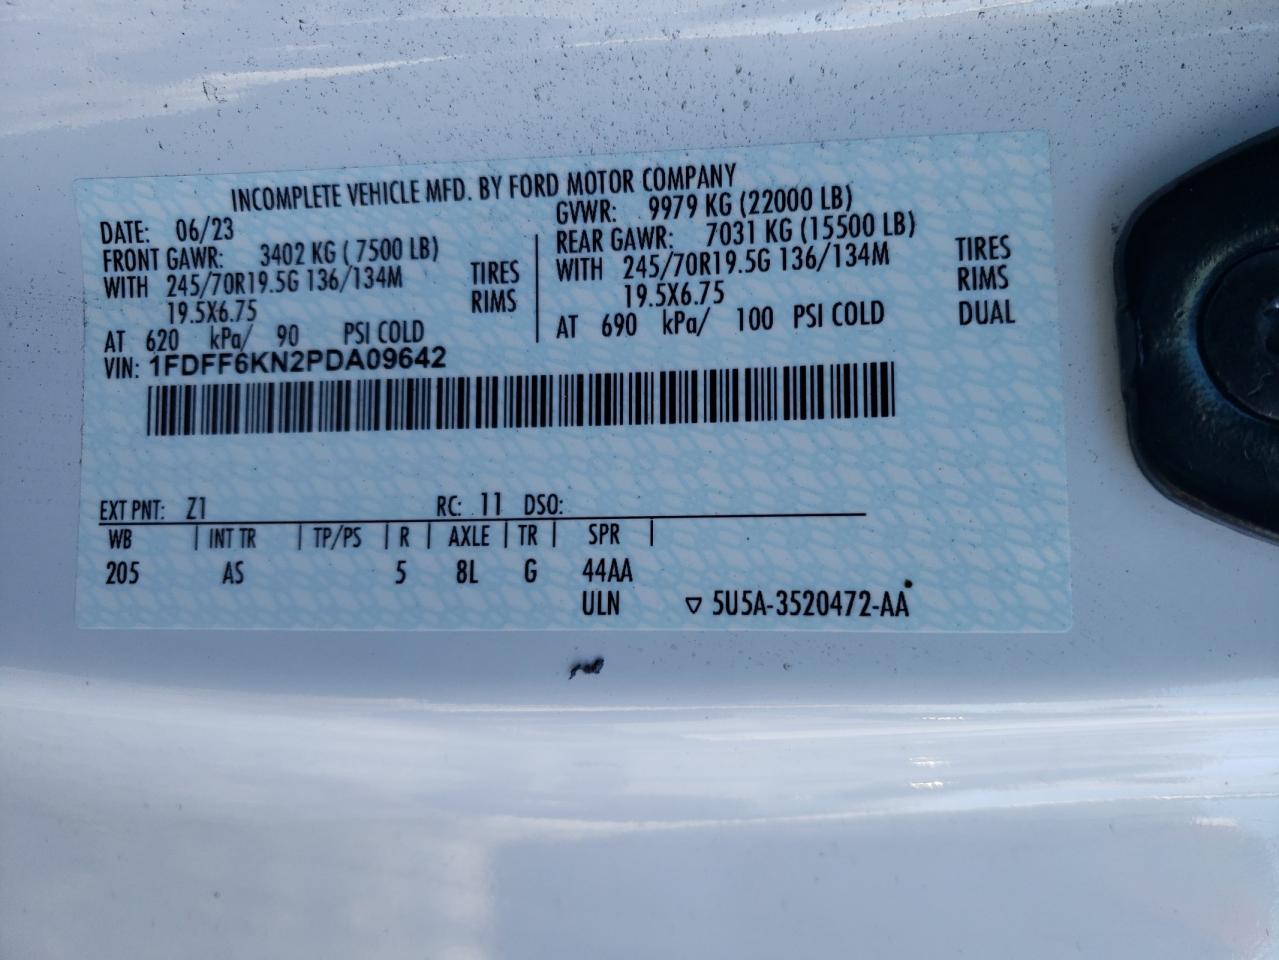 INCOMPLETE VEHICLE MFD. BY FORD MOTOR COMPANY
DATE: 06/23 GVWR: 9979 KG (22000 LB)
FRONT GAWR: 3402 KG ( 7500 LB) REAR GAWR: 7031 KG (15500 LB)
WITH 245/70R19.5G 136/134M TIRES WITH 245/70R19.5G 136/134M TIRES
19.5X6.75 RIMS 19.5X6.75 RIMS
AT 620 kPa/ 90 PSI COLD AT 690 kPa/ 100 PSI COLD DUAL
VIN: 1FDFF6KN2PDA09642
EXT PNT: Z1 RC: 11 DSO:
WB | INT TR | TP/PS | R | AXLE | TR | SPR |
205 AS 5 8L G 44AA
ULN ▽ 5U5A-3520472-AA